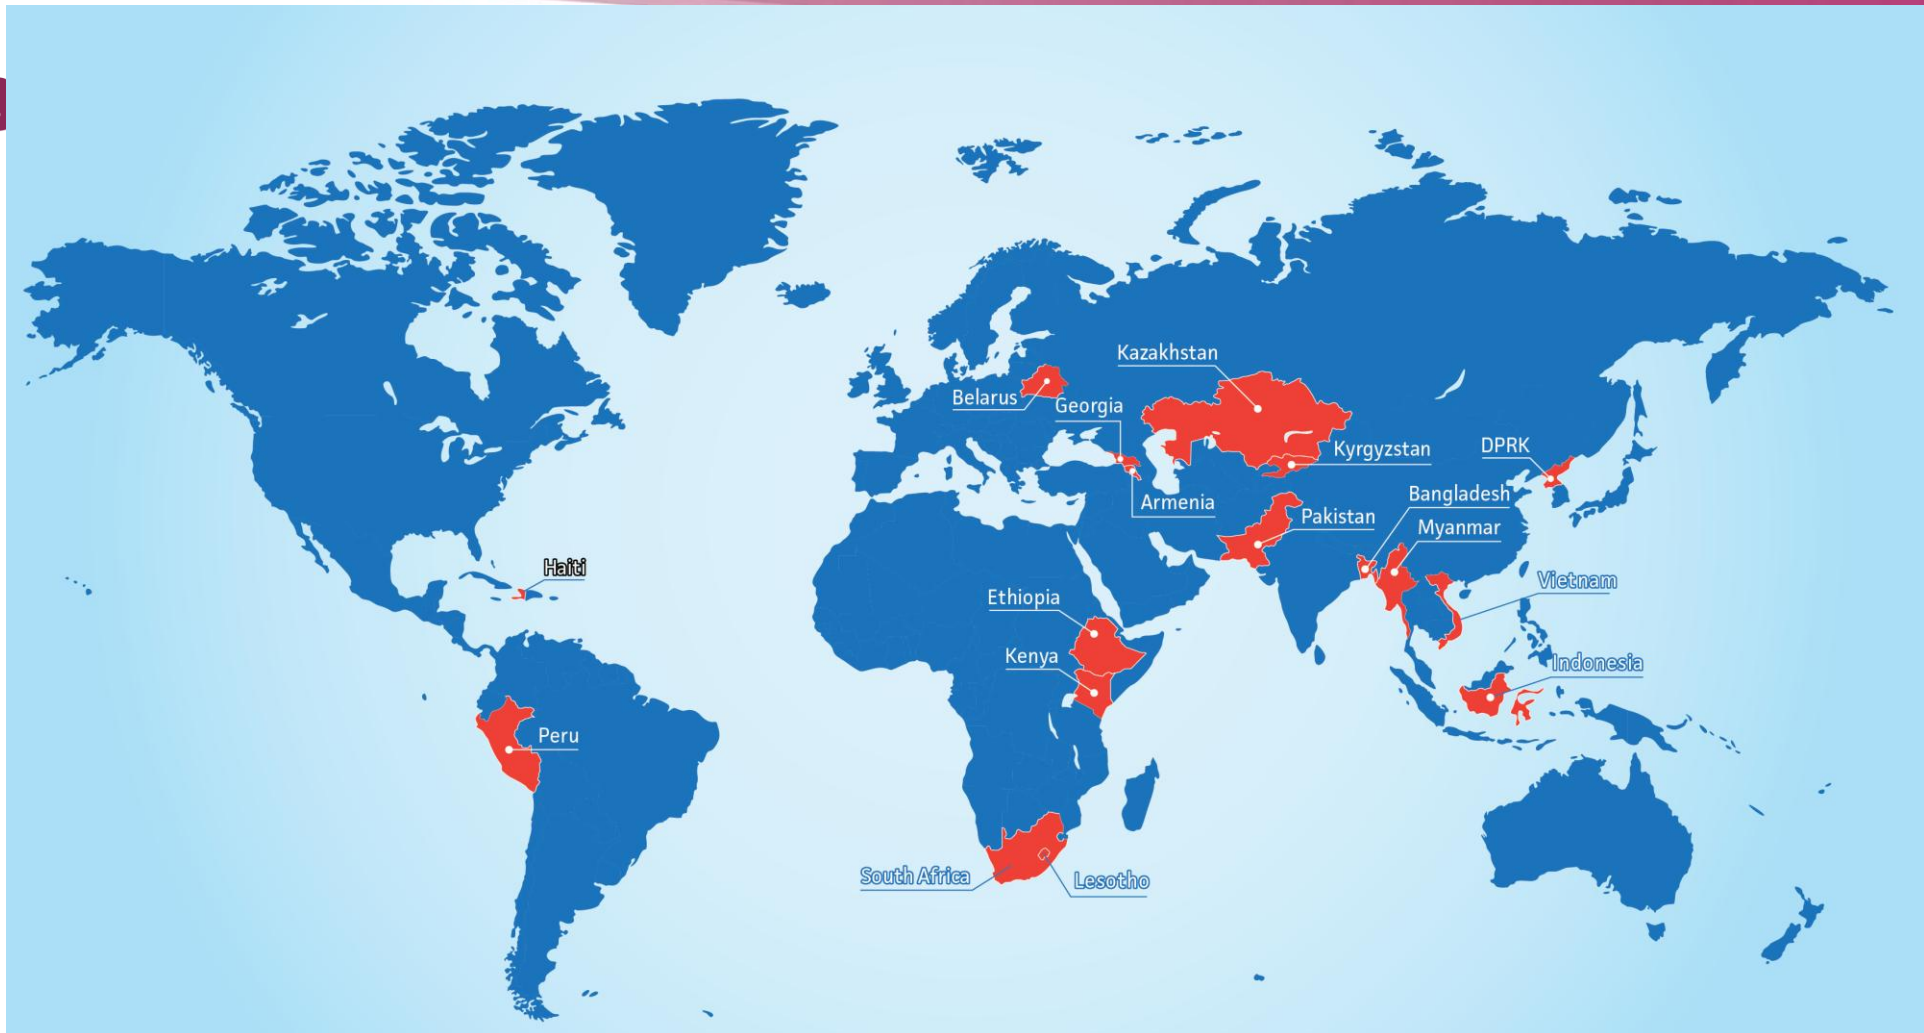 Kazakhstan
Belarus
Georgia
Kyrgyzstan
DPRK
Bangladesh
Armenia
Pakistan
Myanmar
Haiti
Vietnam
Ethiopia
Kenya
Indonesia
Peru
South Africa
Lesotho